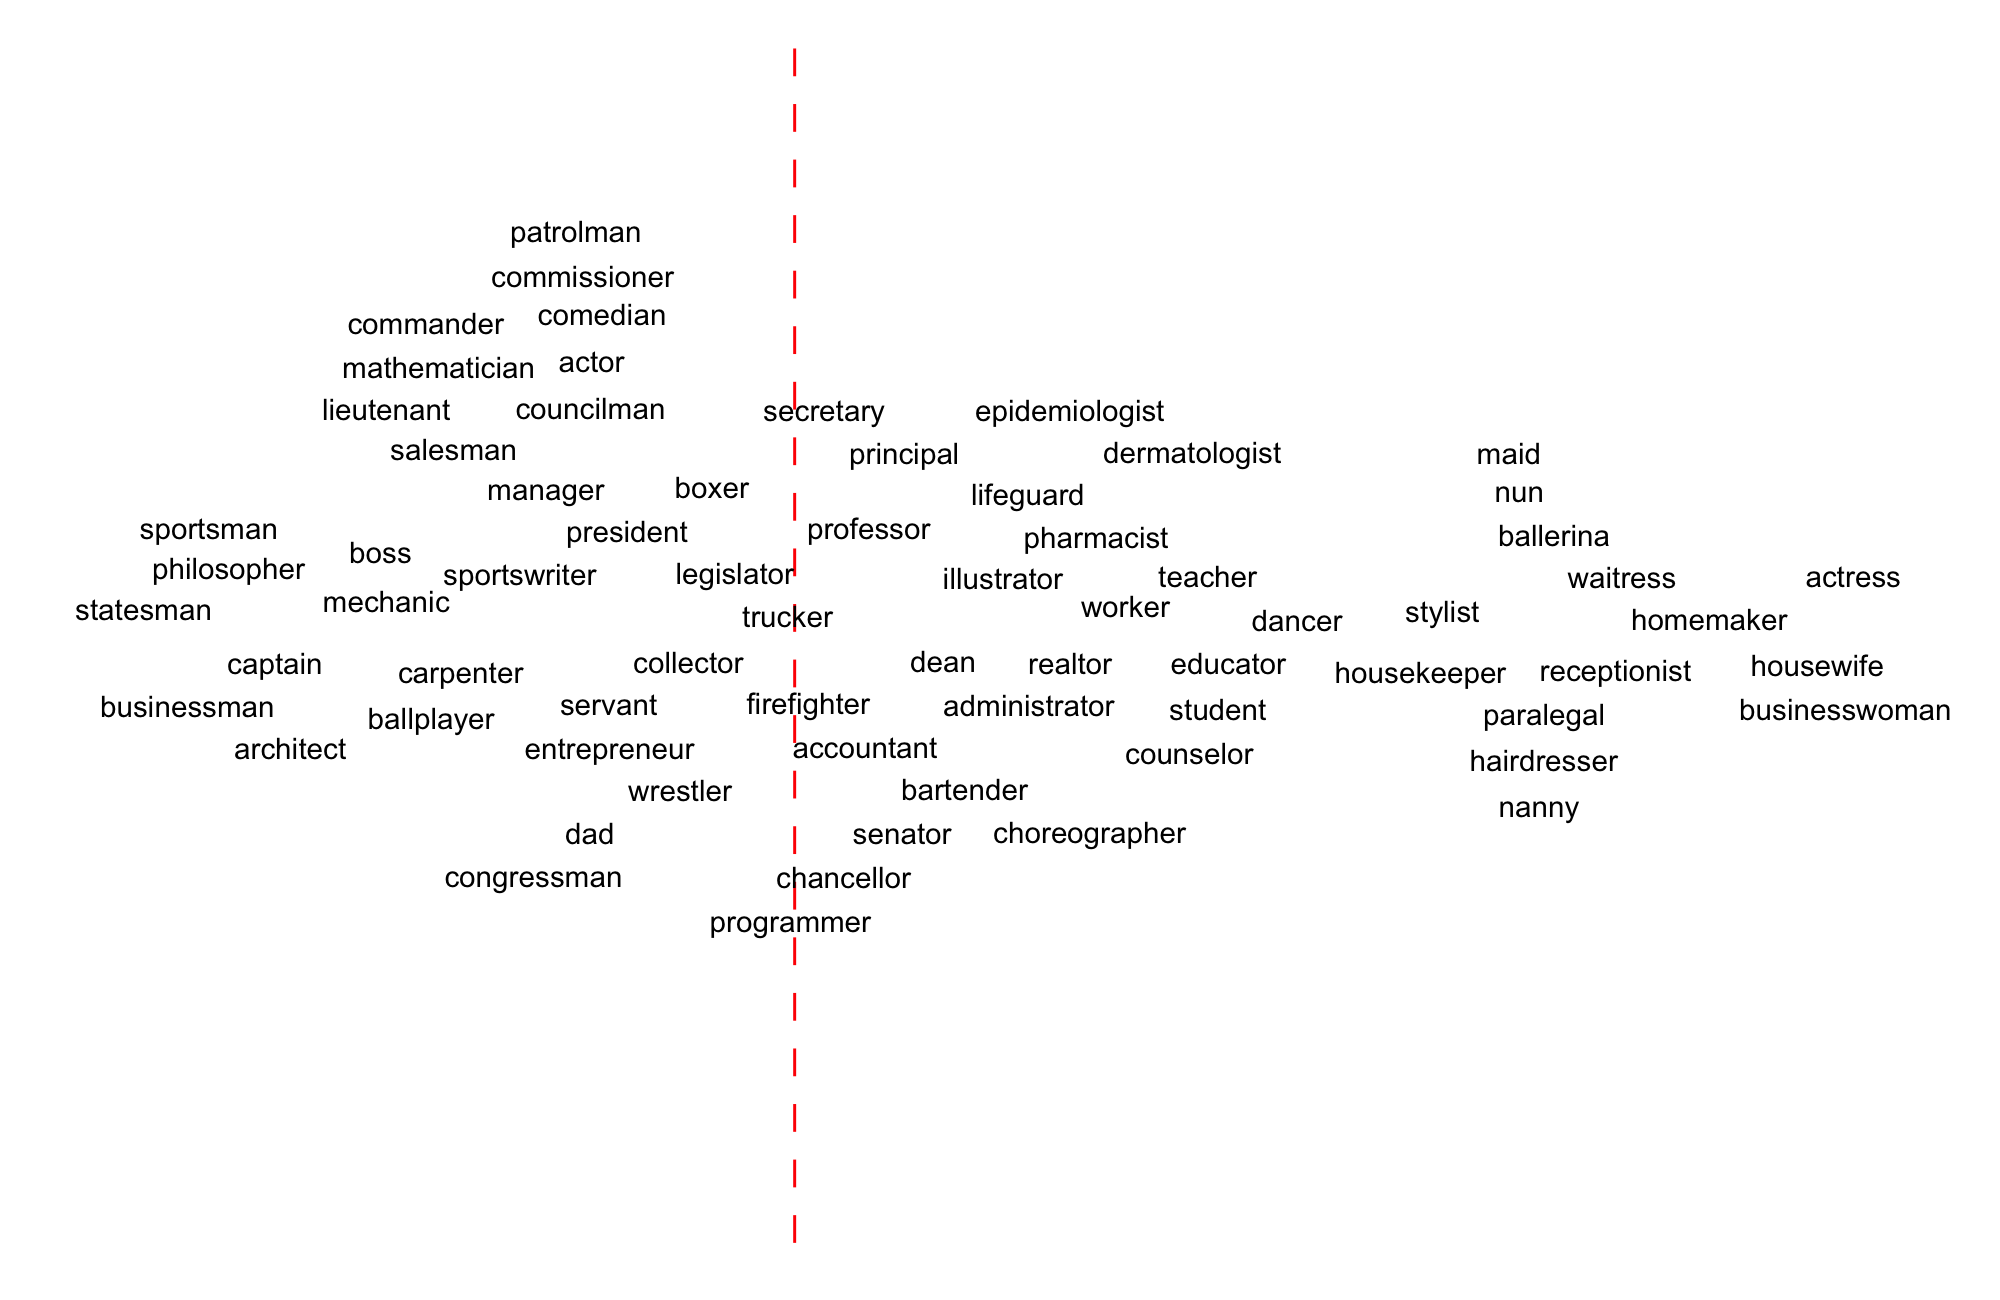 patrolman
commissioner
commander comedian
mathematician actor
lieutenant councilman secretary epidemiologist
salesman principal dermatologist maid
manager boxer lifeguard nun
sportsman president professor pharmacist ballerina
philosopher boss sportswriter legislator illustrator teacher waitress actress
statesman mechanic trucker worker dancer stylist homemaker
captain carpenter collector dean realtor educator housekeeper receptionist housewife
businessman ballplayer servant firefighter administrator student paralegal businesswoman
architect entrepreneur accountant counselor hairdresser
wrestler bartender nanny
dad senator choreographer
congressman chancellor
programmer